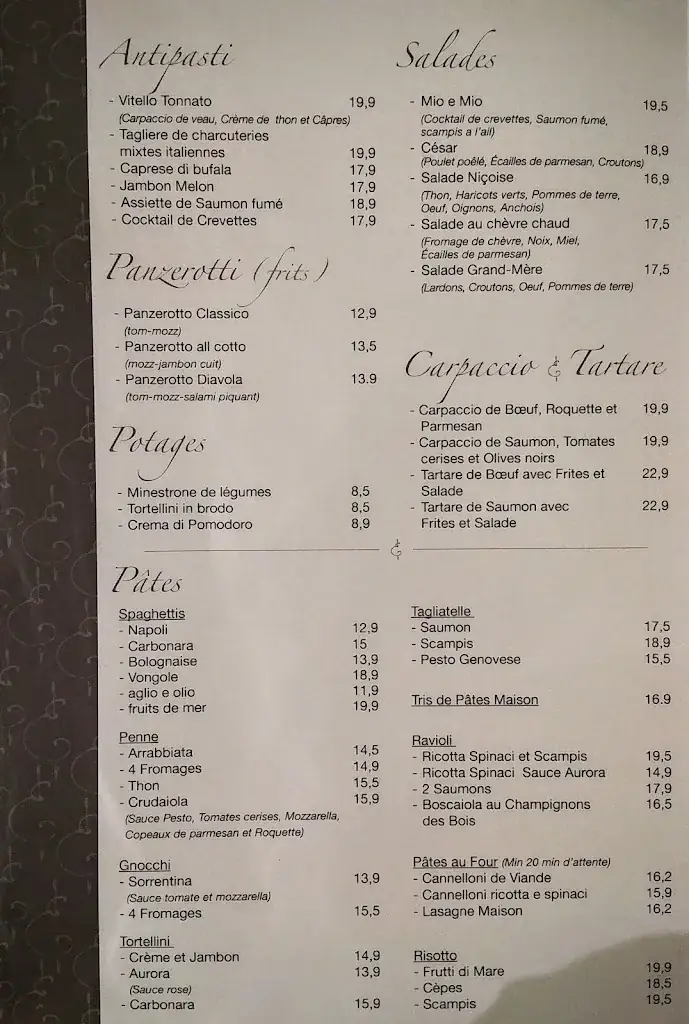 Antipasti
- Vitello Tonnato 19,9
(Carpaccio de veau, Crème de thon et Câpres)
- Tagliere de charcuteries
mixtes italiennes 19,9
- Caprese di bufala 17,9
- Jambon Melon 17,9
- Assiette de Saumon fumé 18,9
- Cocktail de Crevettes 17,9
Panzerotti (frits)
- Panzerotto Classico 12,9
(tom-mozz)
- Panzerotto all cotto 13,5
(mozz-jambon cuit)
- Panzerotto Diavola 13.9
(tom-mozz-salami piquant)
Potages
- Minestrone de légumes 8,5
- Tortellini in brodo 8,5
- Crema di Pomodoro 8,9
Salades
- Mio e Mio 19,5
(Cocktail de crevettes, Saumon fumé,
scampis a l'ail)
- César 18,9
(Poulet poêlé, Écailles de parmesan, Croutons)
- Salade Niçoise 16,9
(Thon, Haricots verts, Pommes de terre,
Oeuf, Oignons, Anchois)
- Salade au chèvre chaud 17,5
(Fromage de chèvre, Noix, Miel,
Écailles de parmesan)
- Salade Grand-Mère 17,5
(Lardons, Croutons, Oeuf, Pommes de terre)
Carpaccio & Tartare
- Carpaccio de Bœuf, Roquette et 19,9
Parmesan
- Carpaccio de Saumon, Tomates 19,9
cerises et Olives noirs
- Tartare de Bœuf avec Frites et 22,9
Salade
- Tartare de Saumon avec 22,9
Frites et Salade
&
Pâtes
Spaghettis
- Napoli 12,9
- Carbonara 15
- Bolognaise 13,9
- Vongole 18,9
- aglio e olio 11,9
- fruits de mer 19,9
Penne
- Arrabbiata 14,5
- 4 Fromages 14,9
- Thon 15,5
- Crudaiola 15,9
(Sauce Pesto, Tomates cerises, Mozzarella,
Copeaux de parmesan et Roquette)
Gnocchi
- Sorrentina 13,9
(Sauce tomate et mozzarella)
- 4 Fromages 15,5
Tortellini
- Crème et Jambon 14,9
- Aurora 13,9
(Sauce rose)
- Carbonara 15,9
Tagliatelle
- Saumon 17,5
- Scampis 18,9
- Pesto Genovese 15,5
Tris de Pâtes Maison 16.9
Ravioli
- Ricotta Spinaci et Scampis 19,5
- Ricotta Spinaci Sauce Aurora 14,9
- 2 Saumons 17,9
- Boscaiola au Champignons 16,5
des Bois
Pâtes au Four (Min 20 min d'attente)
- Cannelloni de Viande 16,2
- Cannelloni ricotta e spinaci 15,9
- Lasagne Maison 16,2
Risotto
- Frutti di Mare 19,9
- Cèpes 18,5
- Scampis 19,5